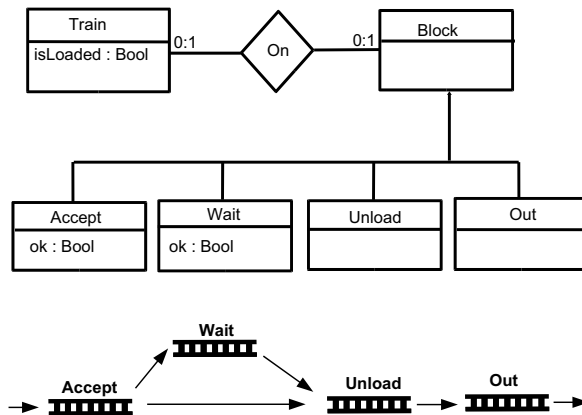 Train
isLoaded : Bool
0:1
On
0:1
Block
Accept
ok : Bool
Wait
ok : Bool
Unload
Out
Wait
Accept
Unload
Out